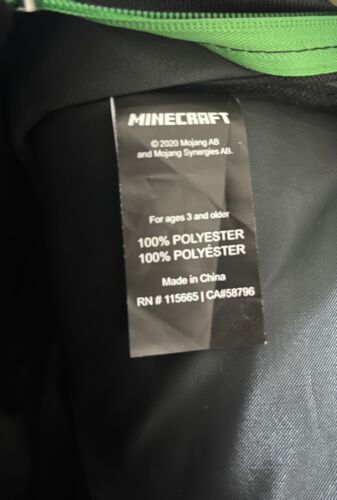 MINECRAFT
© 2020 Mojang AB
and Mojang Synergies AB.
For ages 3 and older
100% POLYESTER
100% POLYÉSTER
Made in China
RN # 115665 | CA#58796